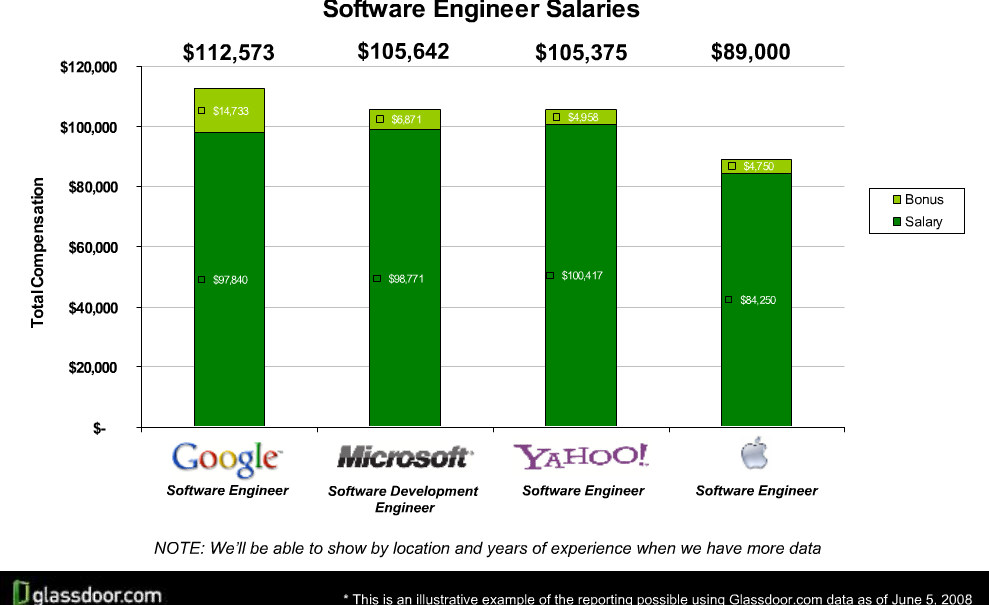 Software Engineer Salaries
$112,573 $105,642 $105,375 $89,000
$120,000
$100,000
$80,000
$60,000
$40,000
$20,000
$-
Total Compensation
$14,733 $6,871 $4,958 $4,750
$97,840 $98,771 $100,417 $84,250
Bonus
Salary
Google™ Microsoft® YAHOO!®
Software Engineer Software Development Engineer Software Engineer Software Engineer
NOTE: We'll be able to show by location and years of experience when we have more data
glassdoor.com
* This is an illustrative example of the reporting possible using Glassdoor.com data as of June 5, 2008